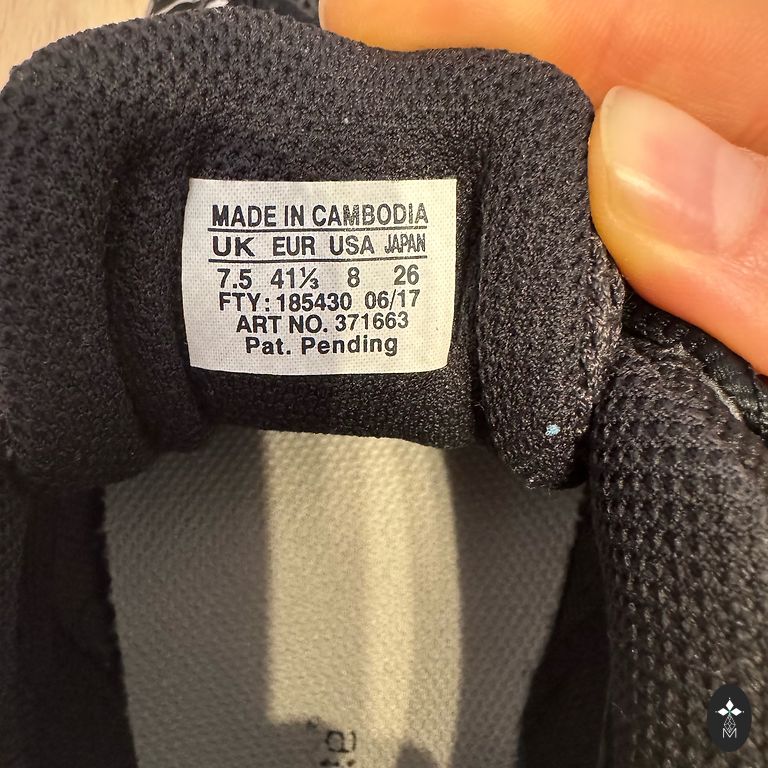 MADE IN CAMBODIA
UK EUR USA JAPAN
7.5 41⅓ 8 26
FTY: 185430 06/17
ART NO. 371663
Pat. Pending
M